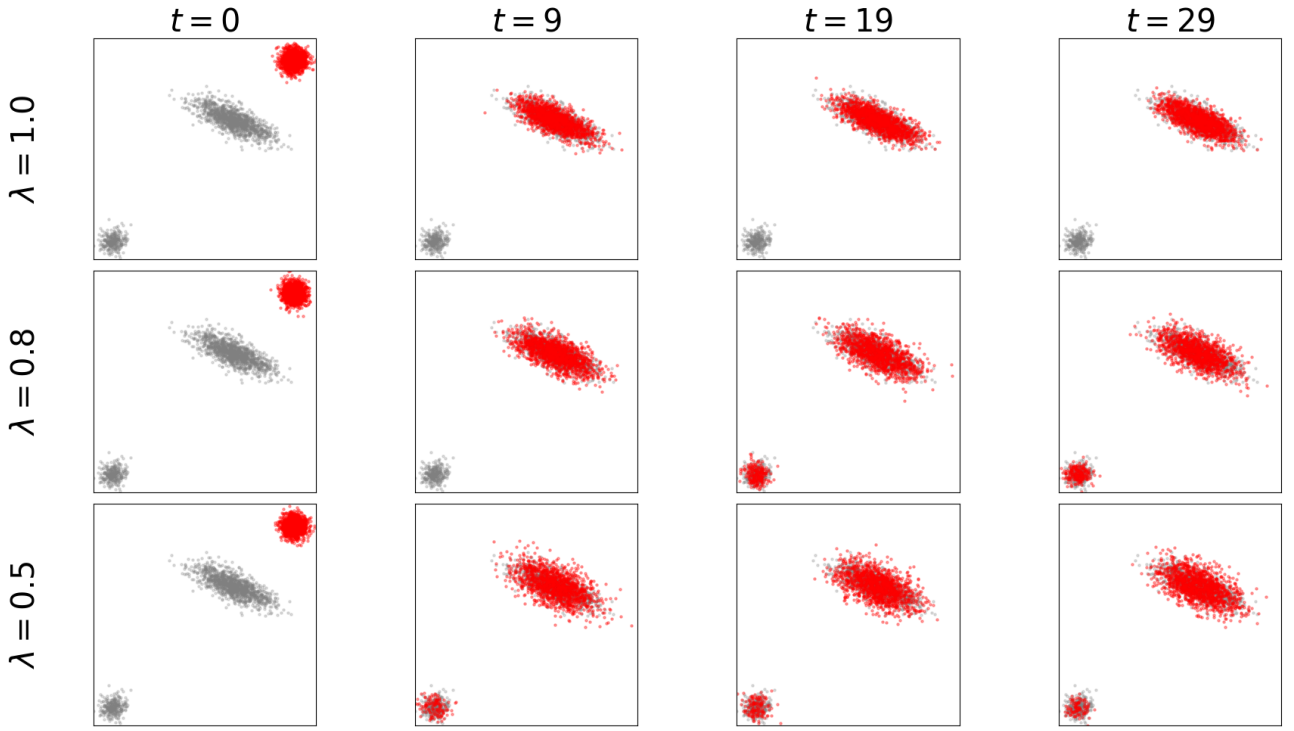 t = 0
t = 9
t = 19
t = 29
λ = 1.0
λ = 0.8
λ = 0.5